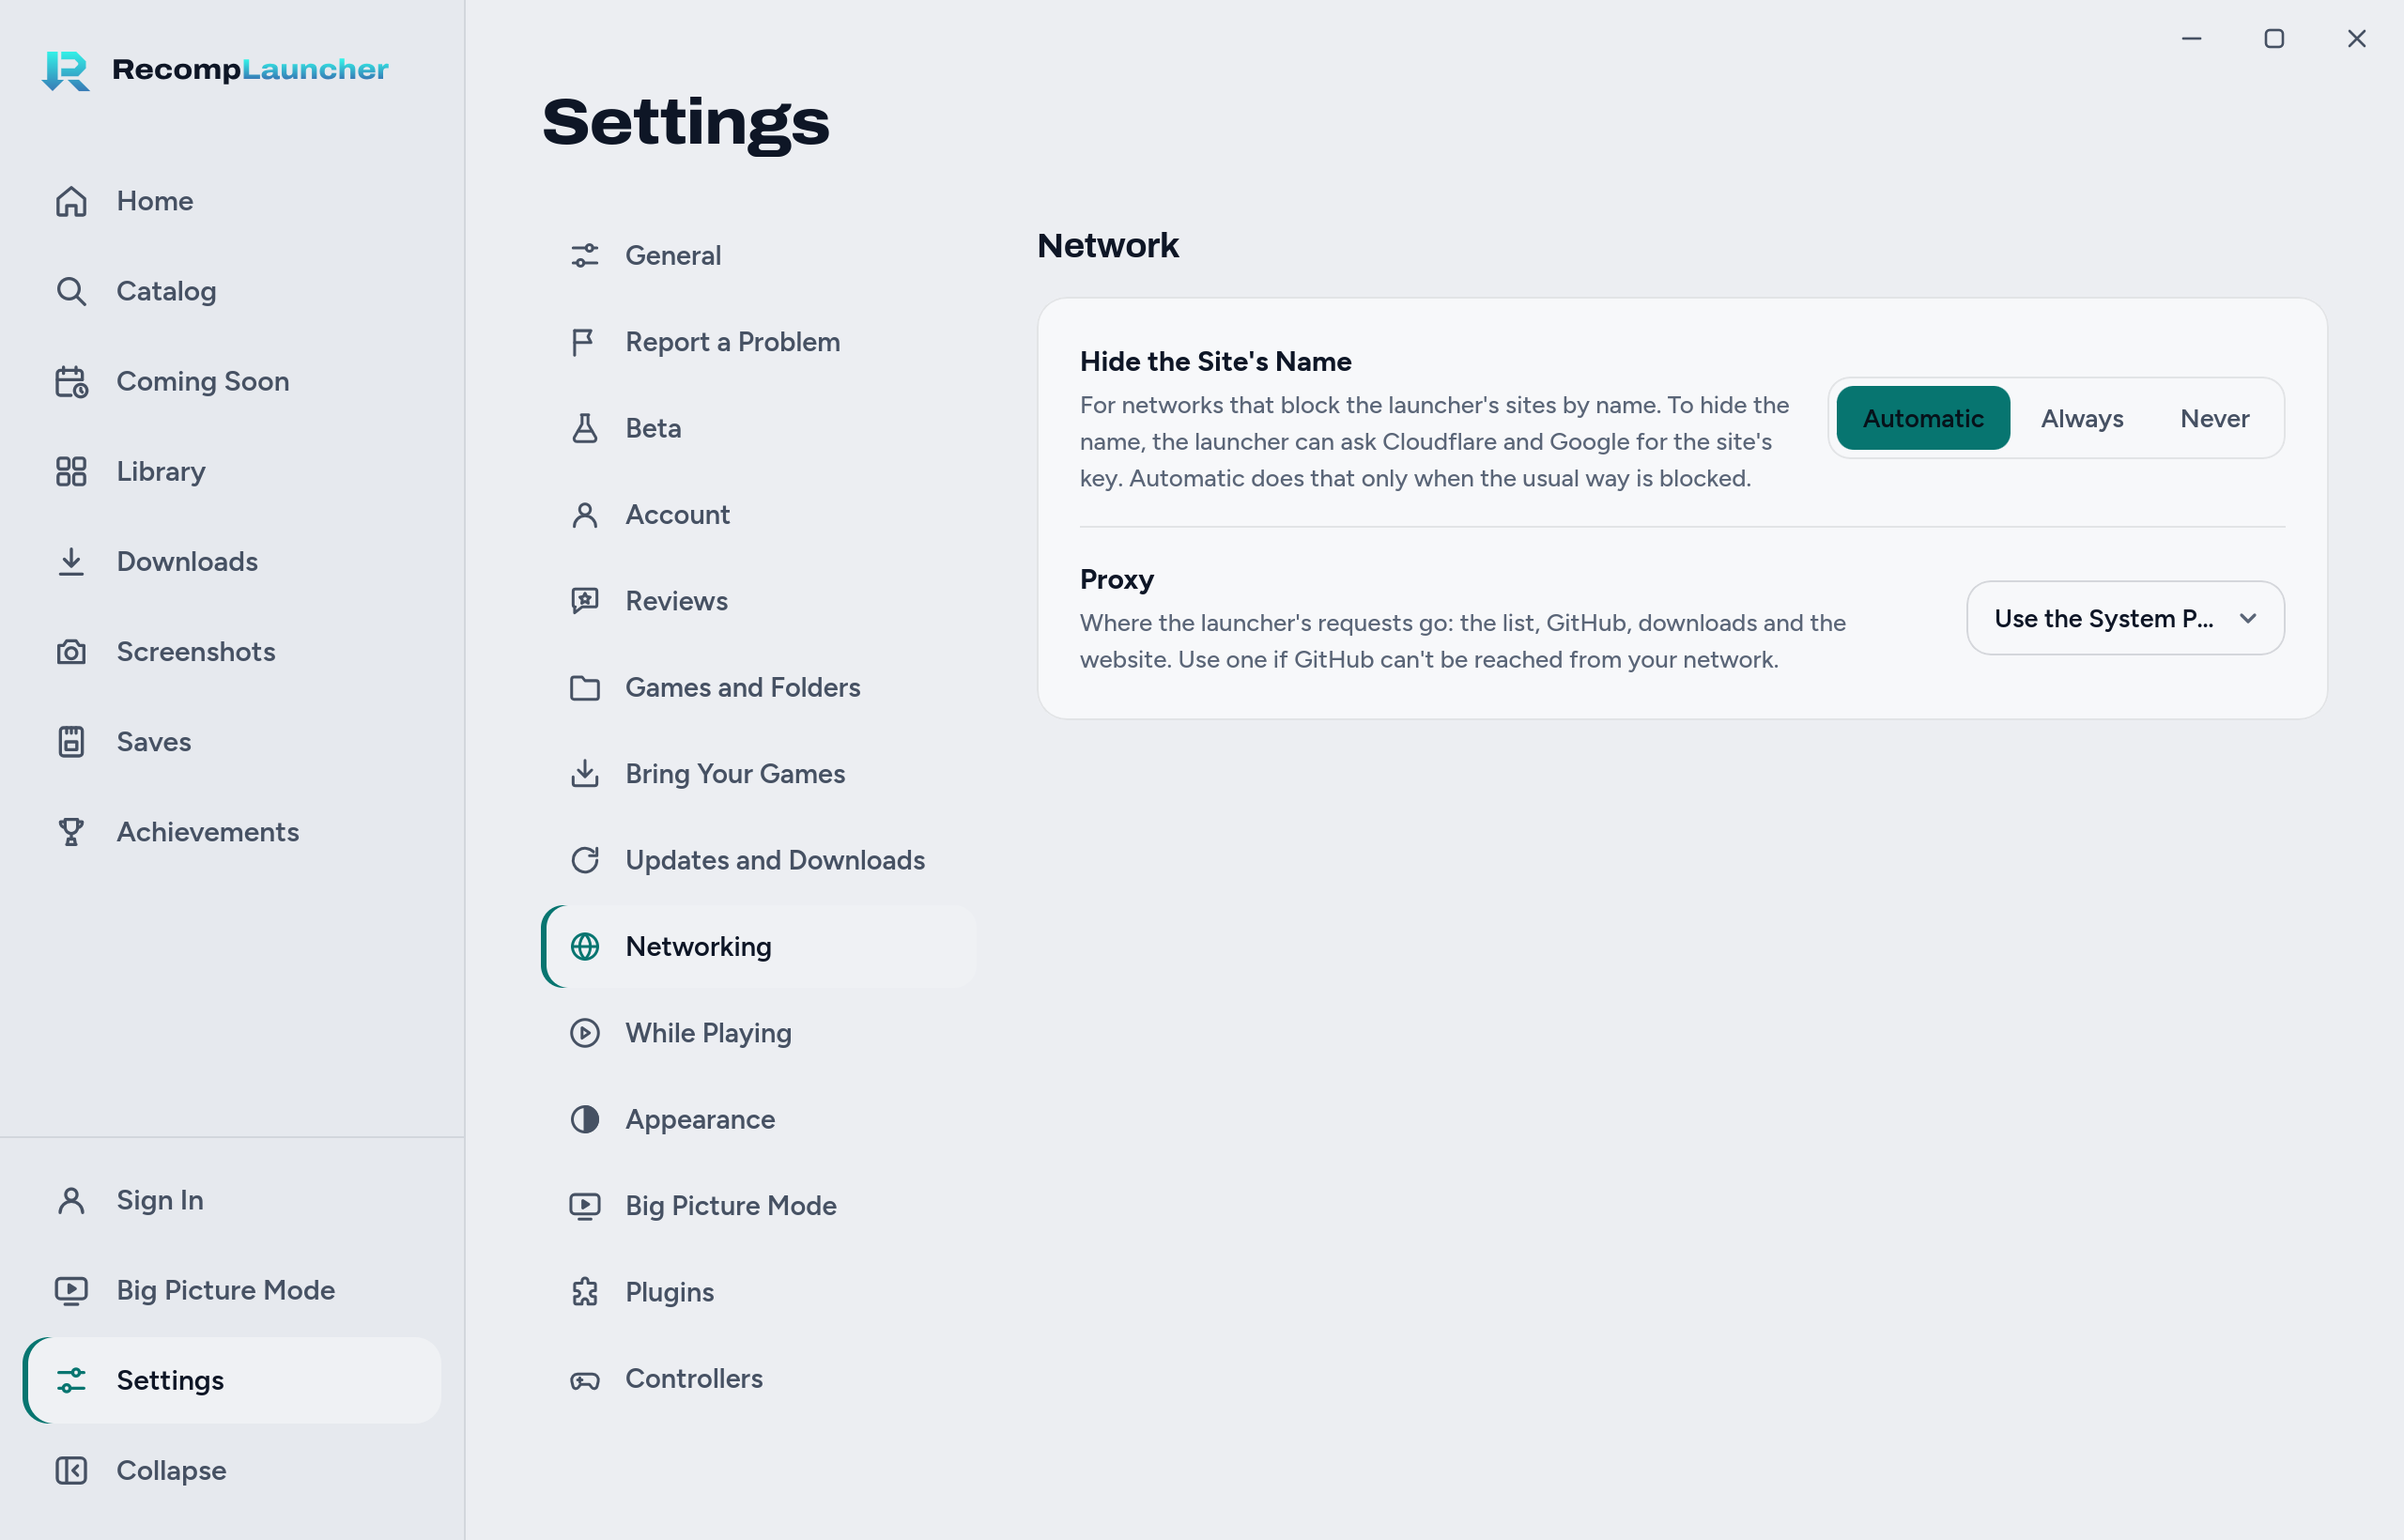 RecompLauncher
Home
Catalog
Coming Soon
Library
Downloads
Screenshots
Saves
Achievements
Sign In
Big Picture Mode
Settings
Collapse
Settings
General
Report a Problem
Beta
Account
Reviews
Games and Folders
Bring Your Games
Updates and Downloads
Networking
While Playing
Appearance
Big Picture Mode
Plugins
Controllers
Network
Hide the Site's Name
For networks that block the launcher's sites by name. To hide the
name, the launcher can ask Cloudflare and Google for the site's
key. Automatic does that only when the usual way is blocked.
Automatic Always Never
Proxy
Where the launcher's requests go: the list, GitHub, downloads and the
website. Use one if GitHub can't be reached from your network.
Use the System P...